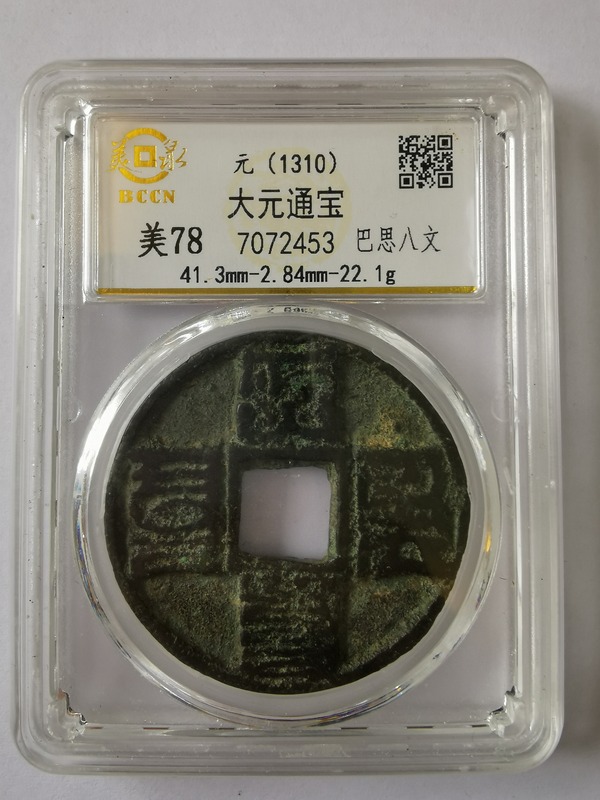 美泉
BCCN
元（1310）
大元通宝
美78 7072453 巴思八文
41.3mm-2.84mm-22.1g